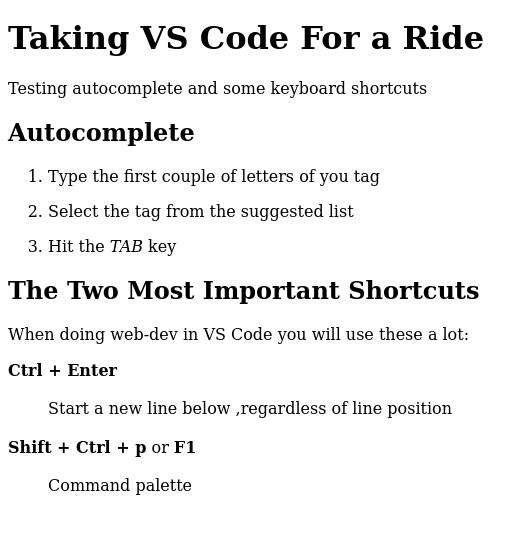 Taking VS Code For a Ride
Testing autocomplete and some keyboard shortcuts
Autocomplete
1. Type the first couple of letters of you tag
2. Select the tag from the suggested list
3. Hit the TAB key
The Two Most Important Shortcuts
When doing web-dev in VS Code you will use these a lot:
Ctrl + Enter
Start a new line below ,regardless of line position
Shift + Ctrl + p or F1
Command palette